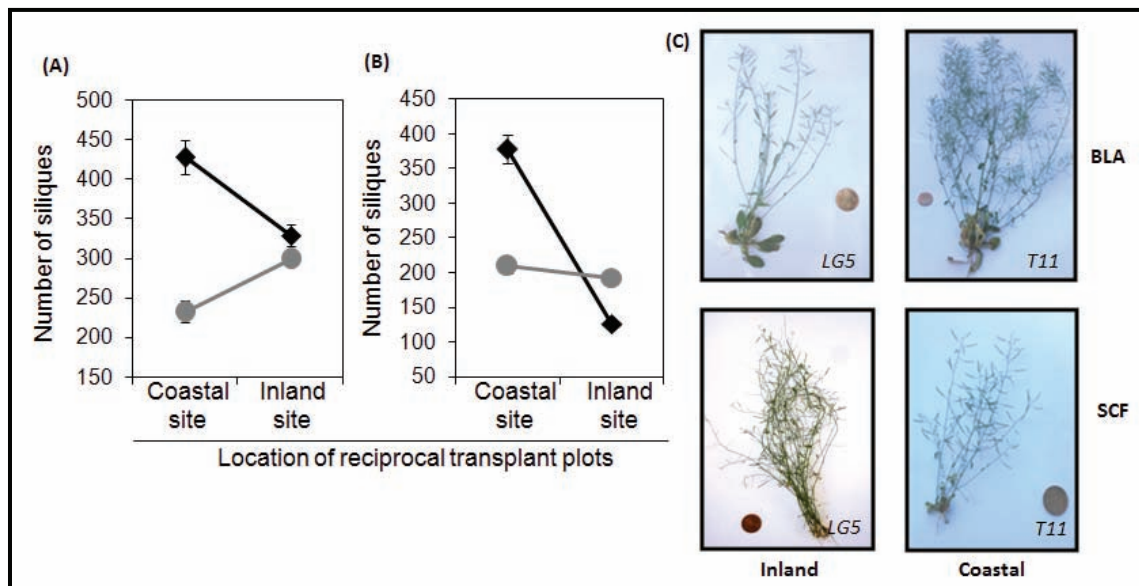 (A)
Number of siliques
500
450
400
350
300
250
200
150
Coastal site
Inland site
(B)
Number of siliques
450
400
350
300
250
200
150
100
50
Coastal site
Inland site
Location of reciprocal transplant plots
(C)
LG5
T11
BLA
LG5
T11
SCF
Inland
Coastal